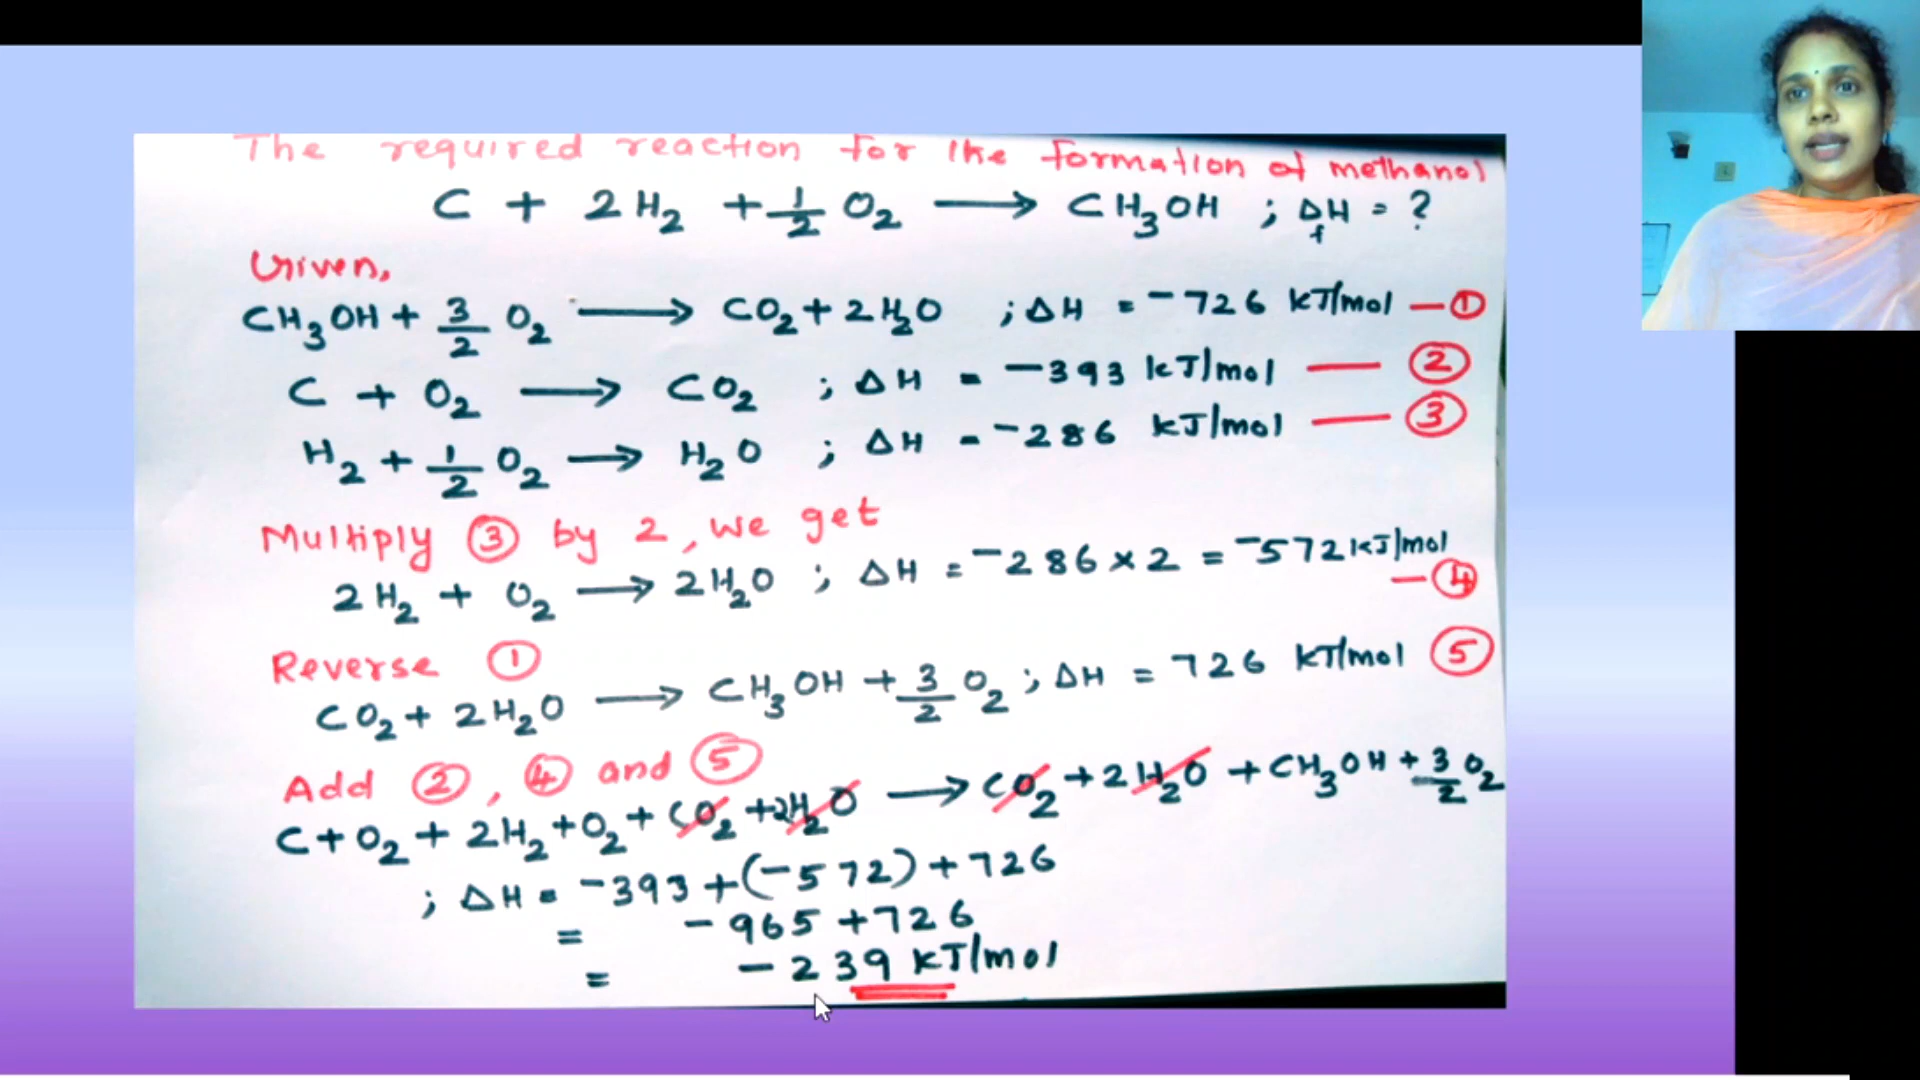 The required reaction for the formation of methanol
C + 2H₂ + 1/2 O₂ ⟶ CH₃OH ; ΔfH = ?
Given,
CH₃OH + 3/2 O₂ ⟶ CO₂ + 2H₂O ; ΔH = -726 kJ/mol — ①
C + O₂ ⟶ CO₂ ; ΔH = -393 kJ/mol — ②
H₂ + 1/2 O₂ ⟶ H₂O ; ΔH = -286 kJ/mol — ③
Multiply ③ by 2, we get
2H₂ + O₂ ⟶ 2H₂O ; ΔH = -286 × 2 = -572 kJ/mol — ④
Reverse ①
CO₂ + 2H₂O ⟶ CH₃OH + 3/2 O₂ ; ΔH = 726 kJ/mol ⑤
Add ②, ④ and ⑤
C + O₂ + 2H₂ + O₂ + CO₂ + 2H₂O ⟶ CO₂ + 2H₂O + CH₃OH + 3/2 O₂
; ΔH = -393 + (-572) + 726
= -965 + 726
= -239 kJ/mol